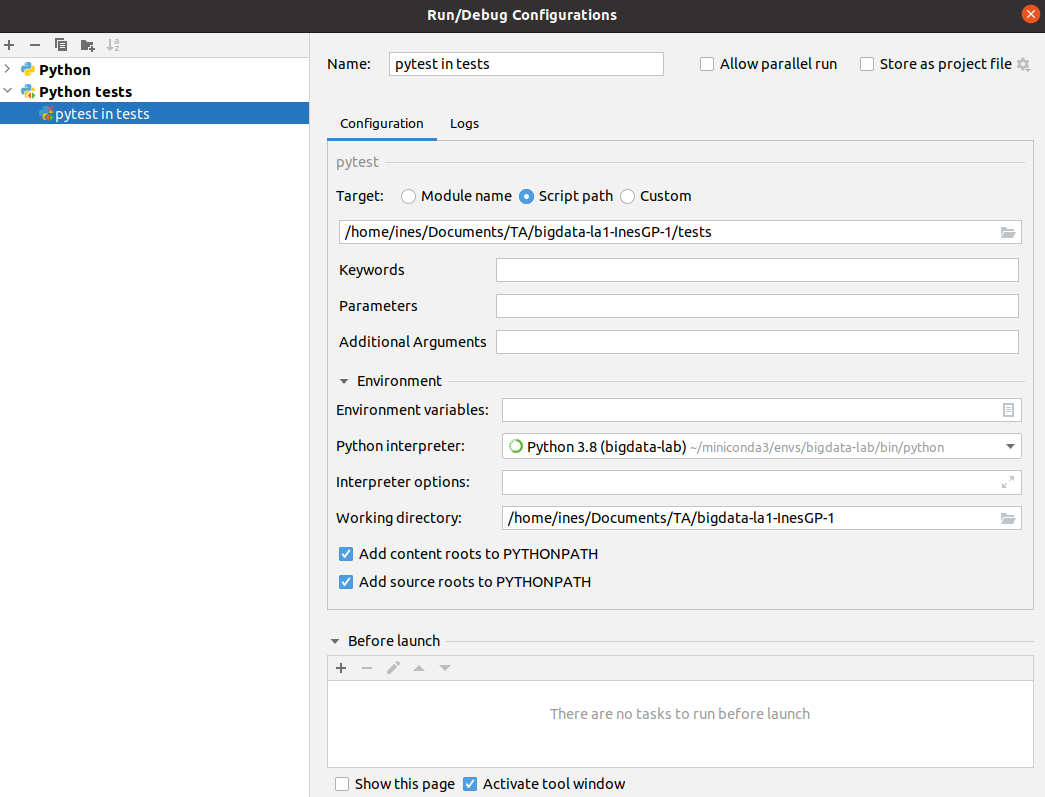 Run/Debug Configurations
Python
Python tests
pytest in tests
Name: pytest in tests Allow parallel run Store as project file
Configuration Logs
pytest
Target: Module name Script path Custom
/home/ines/Documents/TA/bigdata-la1-InesGP-1/tests
Keywords
Parameters
Additional Arguments
Environment
Environment variables:
Python interpreter: Python 3.8 (bigdata-lab) ~/miniconda3/envs/bigdata-lab/bin/python
Interpreter options:
Working directory: /home/ines/Documents/TA/bigdata-la1-InesGP-1
Add content roots to PYTHONPATH
Add source roots to PYTHONPATH
Before launch
There are no tasks to run before launch
Show this page Activate tool window